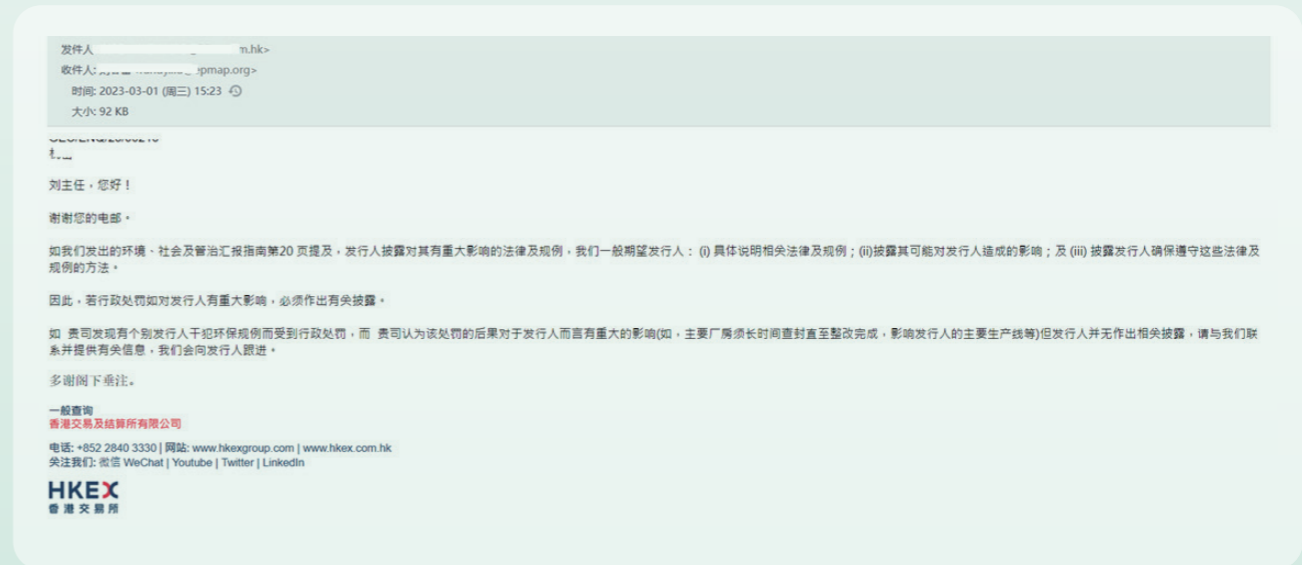 发件人 m.hk>
收件人: epmap.org>
时间: 2023-03-01 (周三) 15:23
大小: 92 KB
刘主任，您好！
谢谢您的电邮。
如我们发出的环境、社会及管治汇报指南第20 页提及，发行人披露对其有重大影响的法律及规例，我们一般期望发行人： (i) 具体说明相关法律及规例；(ii)披露其可能对发行人造成的影响；及 (iii) 披露发行人确保遵守这些法律及
规例的方法。
因此，若行政处罚如对发行人有重大影响，必须作出有关披露。
如 贵司发现有个别发行人干犯环保规例而受到行政处罚，而 贵司认为该处罚的后果对于发行人而言有重大的影响(如，主要厂房须长时间查封直至整改完成，影响发行人的主要生产线等)但发行人并无作出相关披露，请与我们联
系并提供有关信息，我们会向发行人跟进。
多谢阁下垂注。
一般查询
香港交易及结算所有限公司
电话: +852 2840 3330 | 网站: www.hkexgroup.com | www.hkex.com.hk
关注我们: 微信 WeChat | Youtube | Twitter | LinkedIn
HKEX
香港交易所